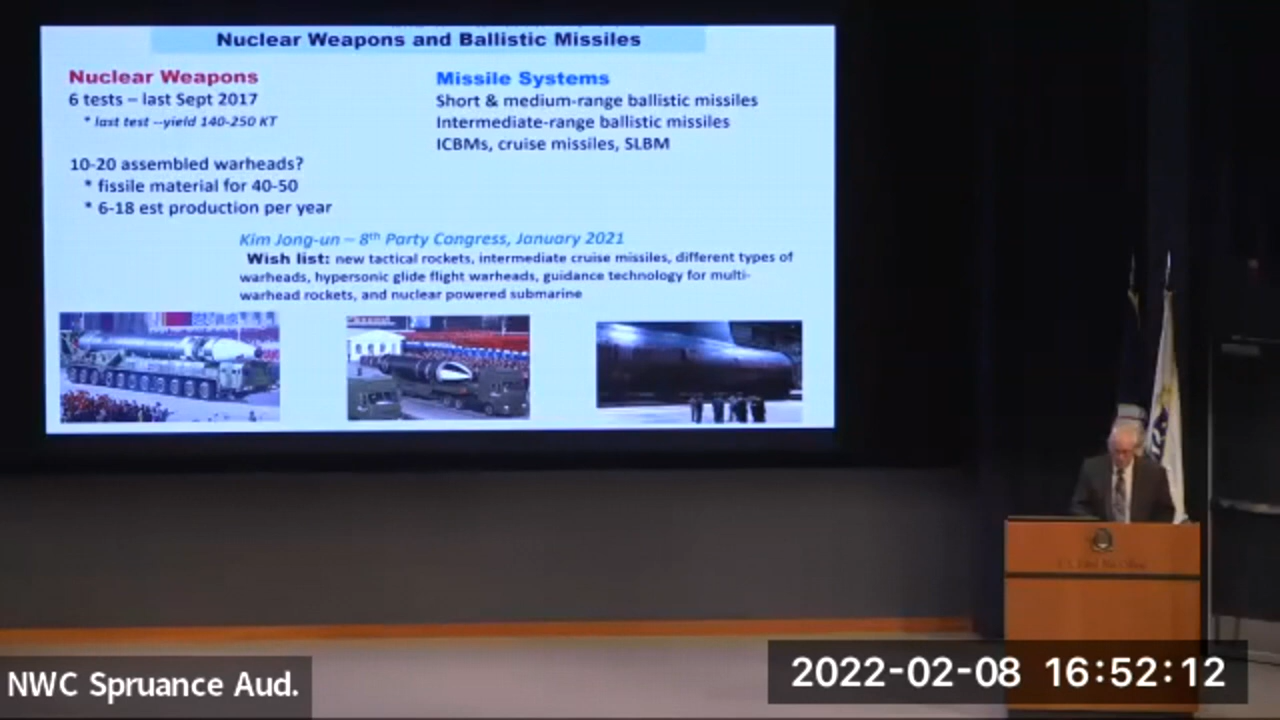 Nuclear Weapons and Ballistic Missiles
Nuclear Weapons
6 tests – last Sept 2017
* last test --yield 140-250 KT
10-20 assembled warheads?
* fissile material for 40-50
* 6-18 est production per year
Missile Systems
Short & medium-range ballistic missiles
Intermediate-range ballistic missiles
ICBMs, cruise missiles, SLBM
Kim Jong-un – 8th Party Congress, January 2021
Wish list: new tactical rockets, intermediate cruise missiles, different types of
warheads, hypersonic glide flight warheads, guidance technology for multi-
warhead rockets, and nuclear powered submarine
NWC Spruance Aud.
2022-02-08 16:52:12